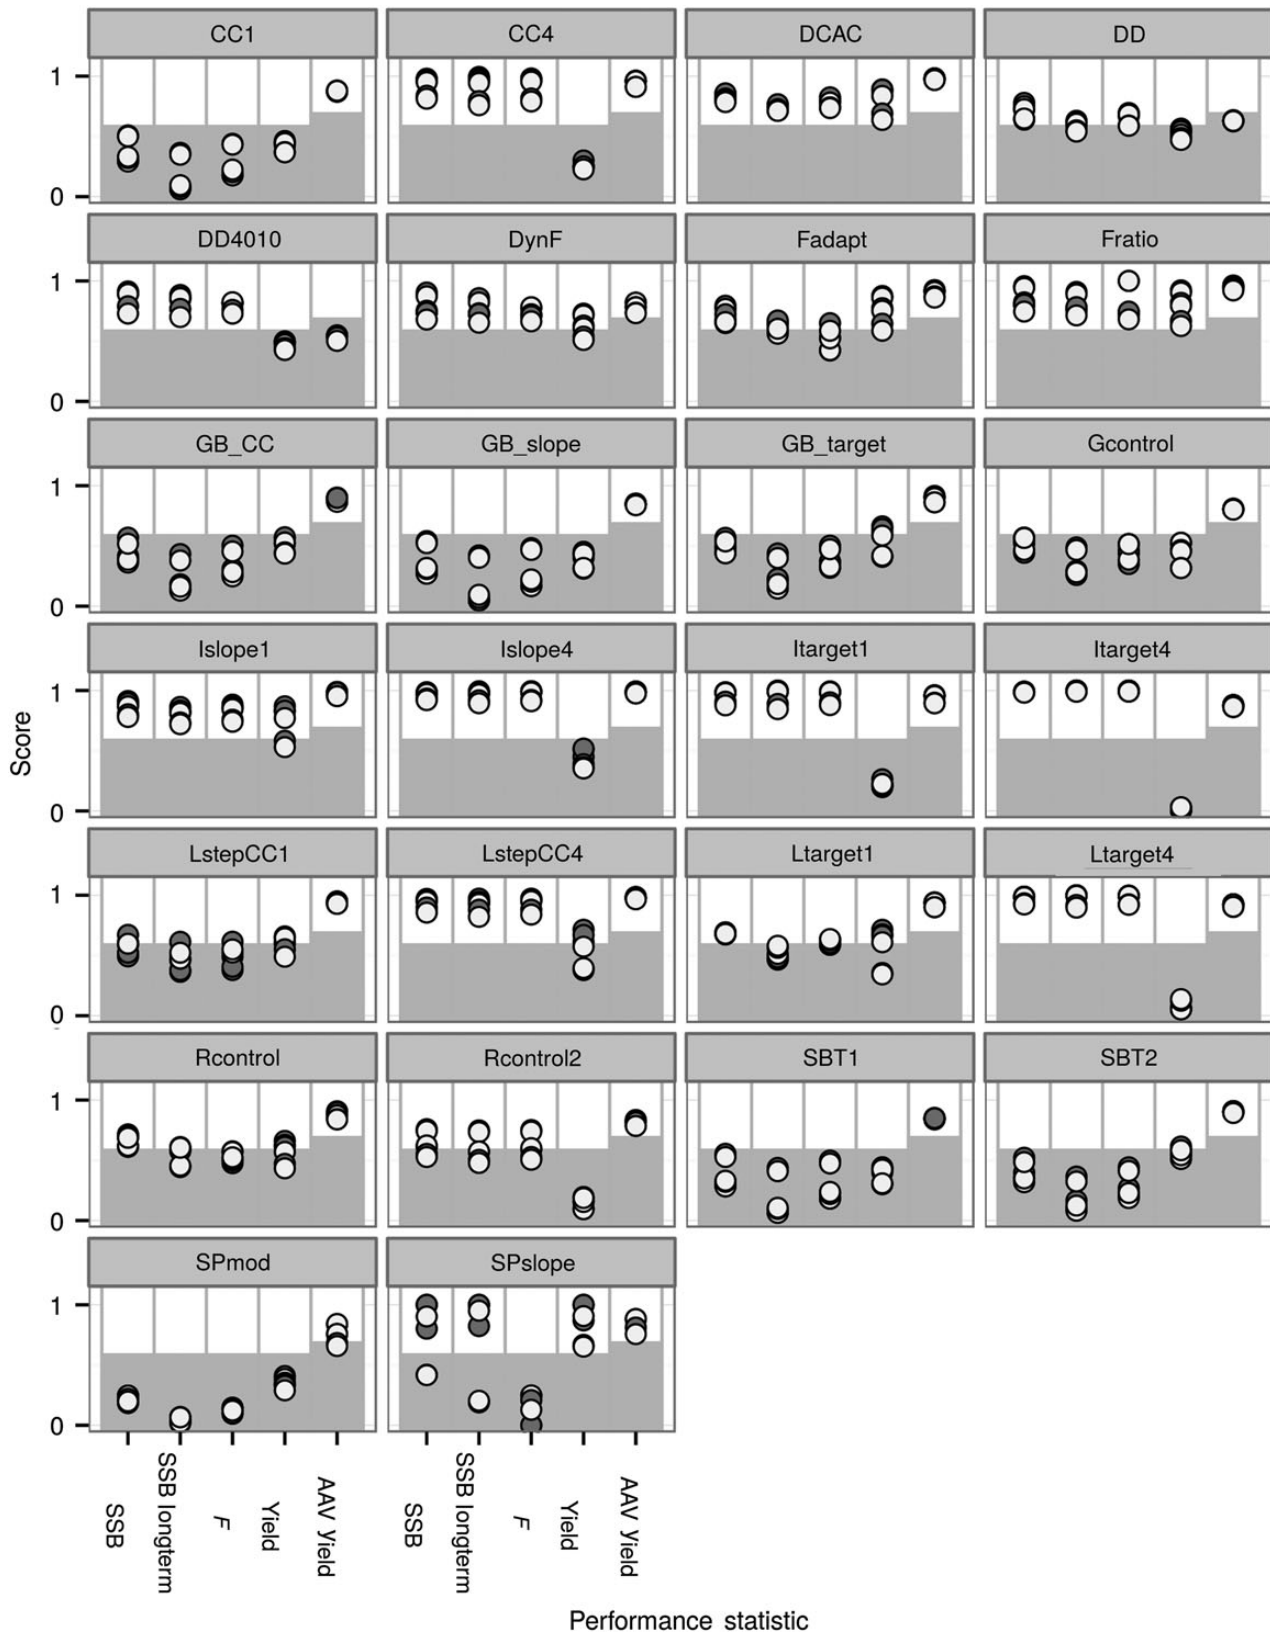 CC1 CC4 DCAC DD
1
0
DD4010 DynF Fadapt Fratio
1
0
GB_CC GB_slope GB_target Gcontrol
1
0
Islope1 Islope4 Itarget1 Itarget4
1
0
Score
LstepCC1 LstepCC4 Ltarget1 Ltarget4
1
0
Rcontrol Rcontrol2 SBT1 SBT2
1
0
SPmod SPslope
1
0
SSB SSB longterm F Yield AAV Yield SSB SSB longterm F Yield AAV Yield
Performance statistic